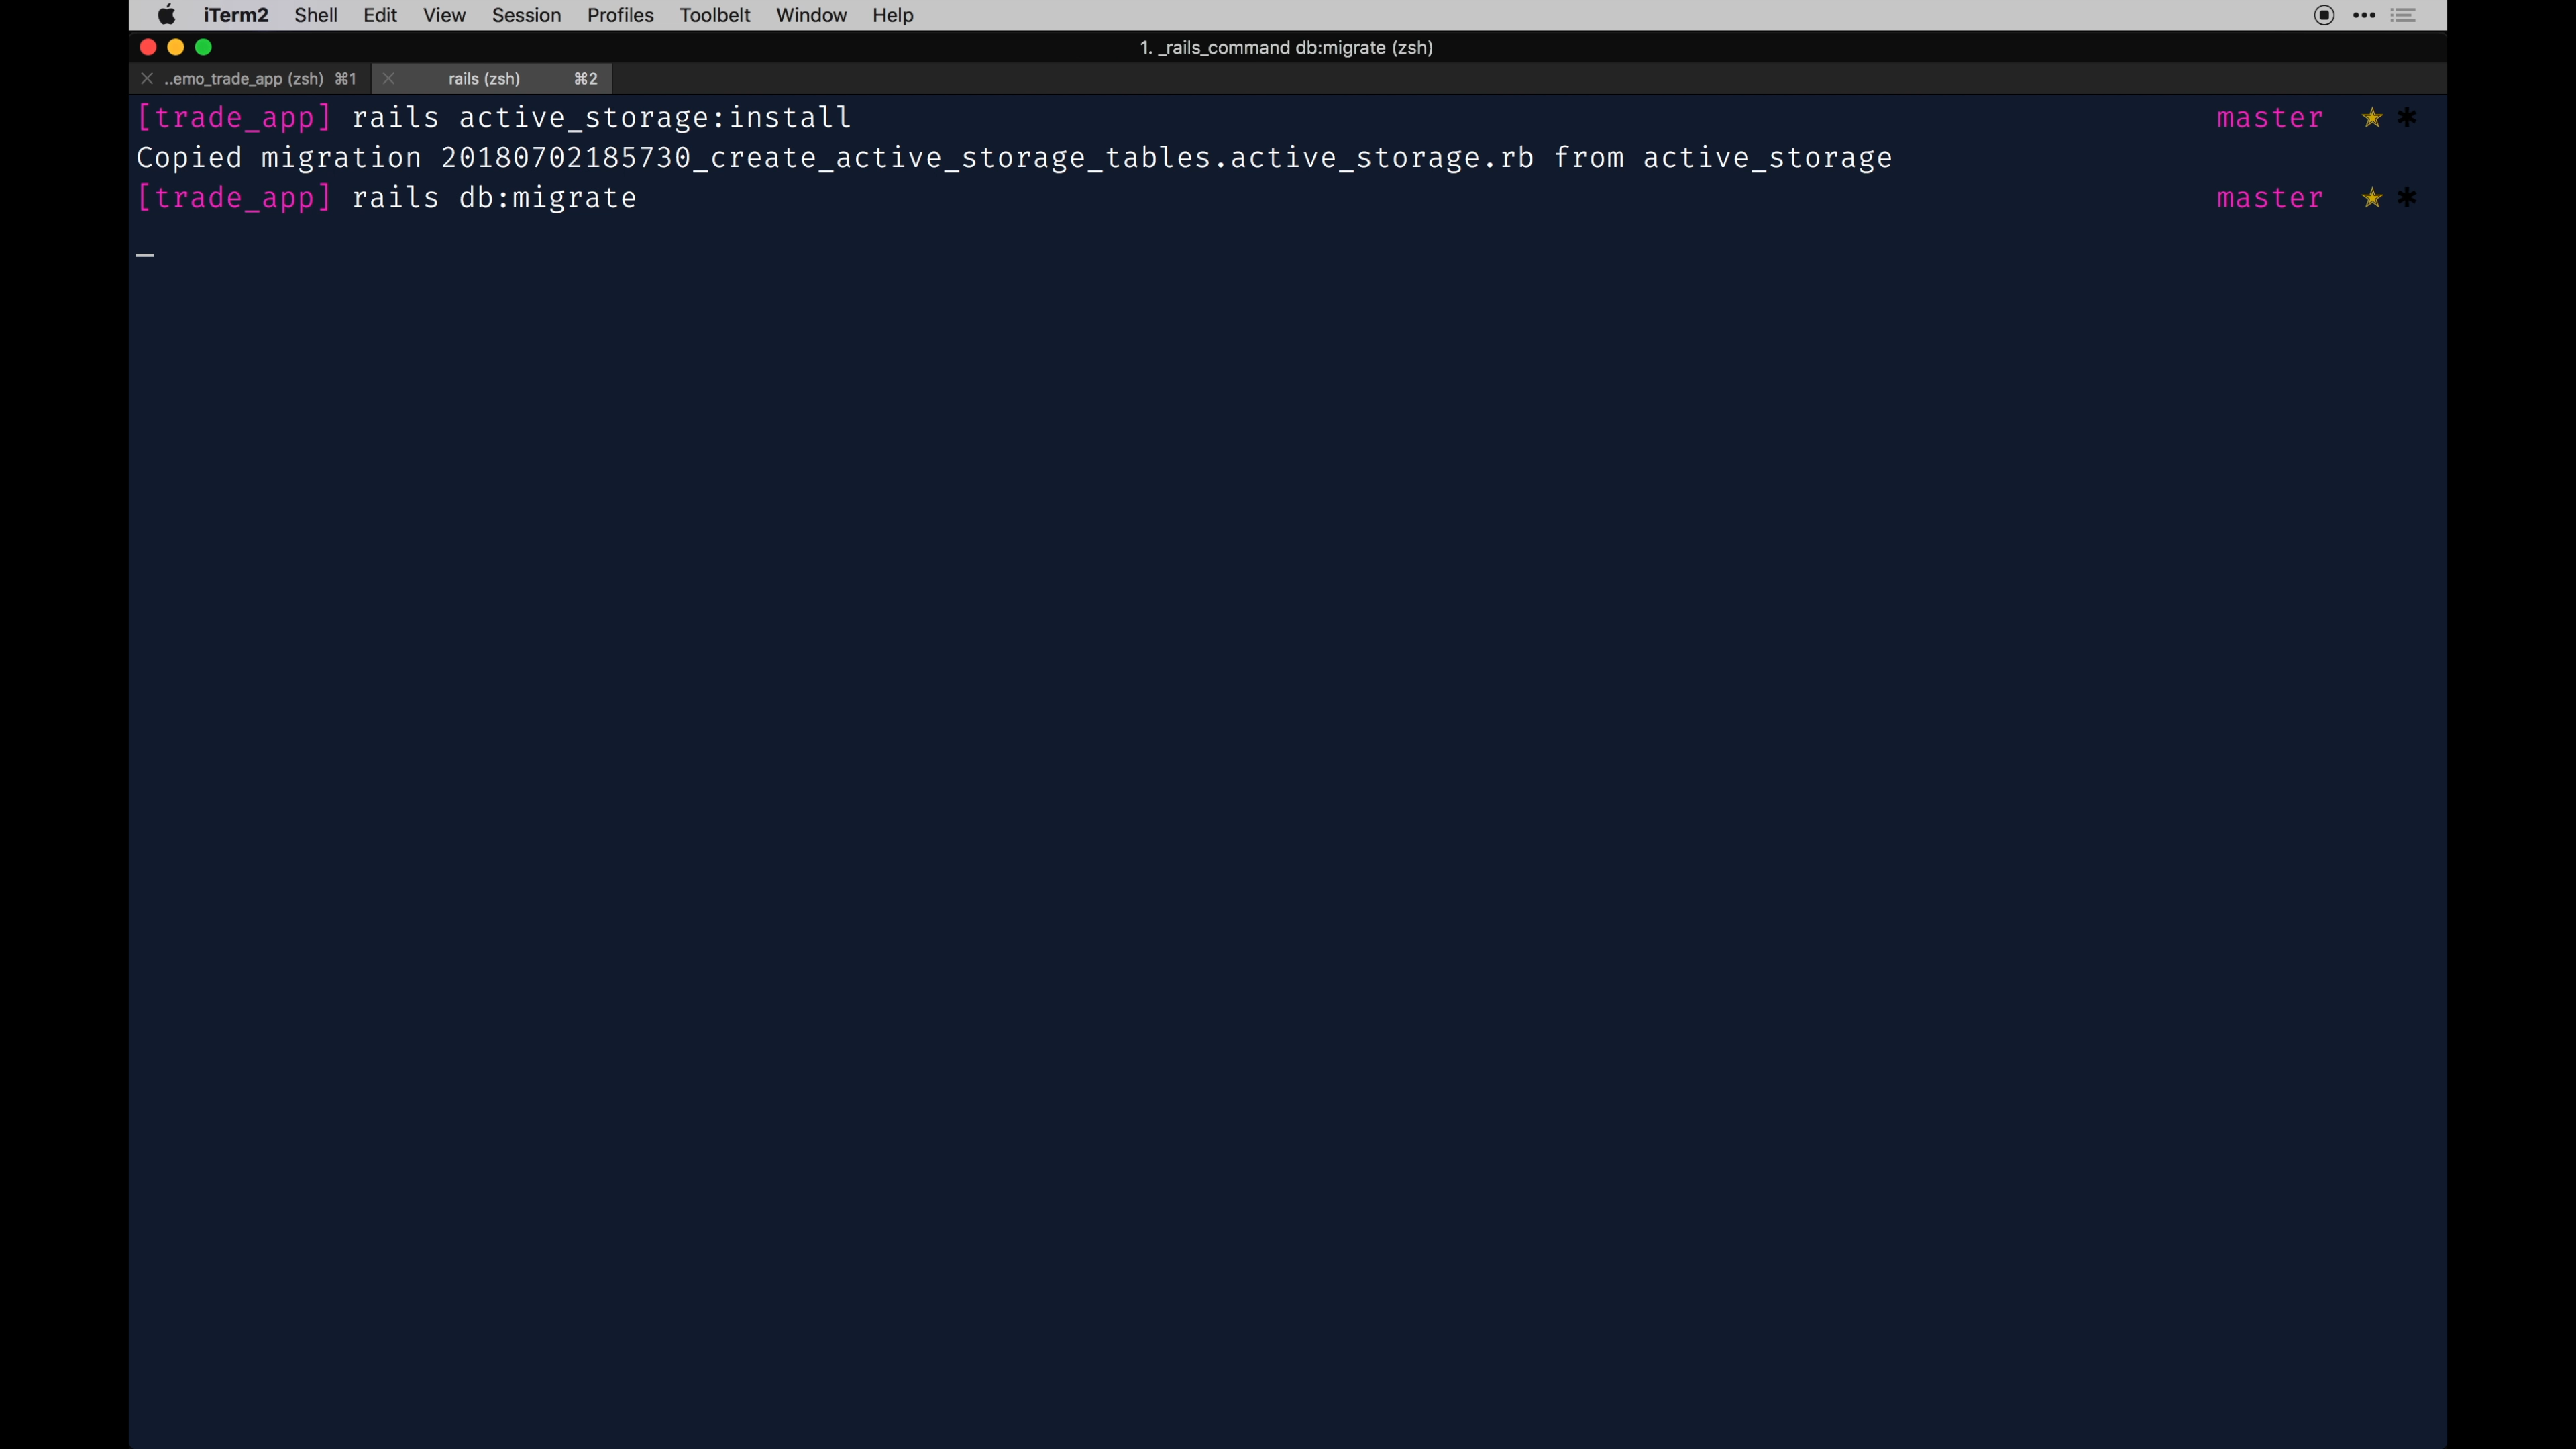 iTerm2 Shell Edit View Session Profiles Toolbelt Window Help
1. _rails_command db:migrate (zsh)
..emo_trade_app (zsh) ⌘1 rails (zsh) ⌘2
[trade_app] rails active_storage:install master ★ *
Copied migration 20180702185730_create_active_storage_tables.active_storage.rb from active_storage
[trade_app] rails db:migrate master ★ *